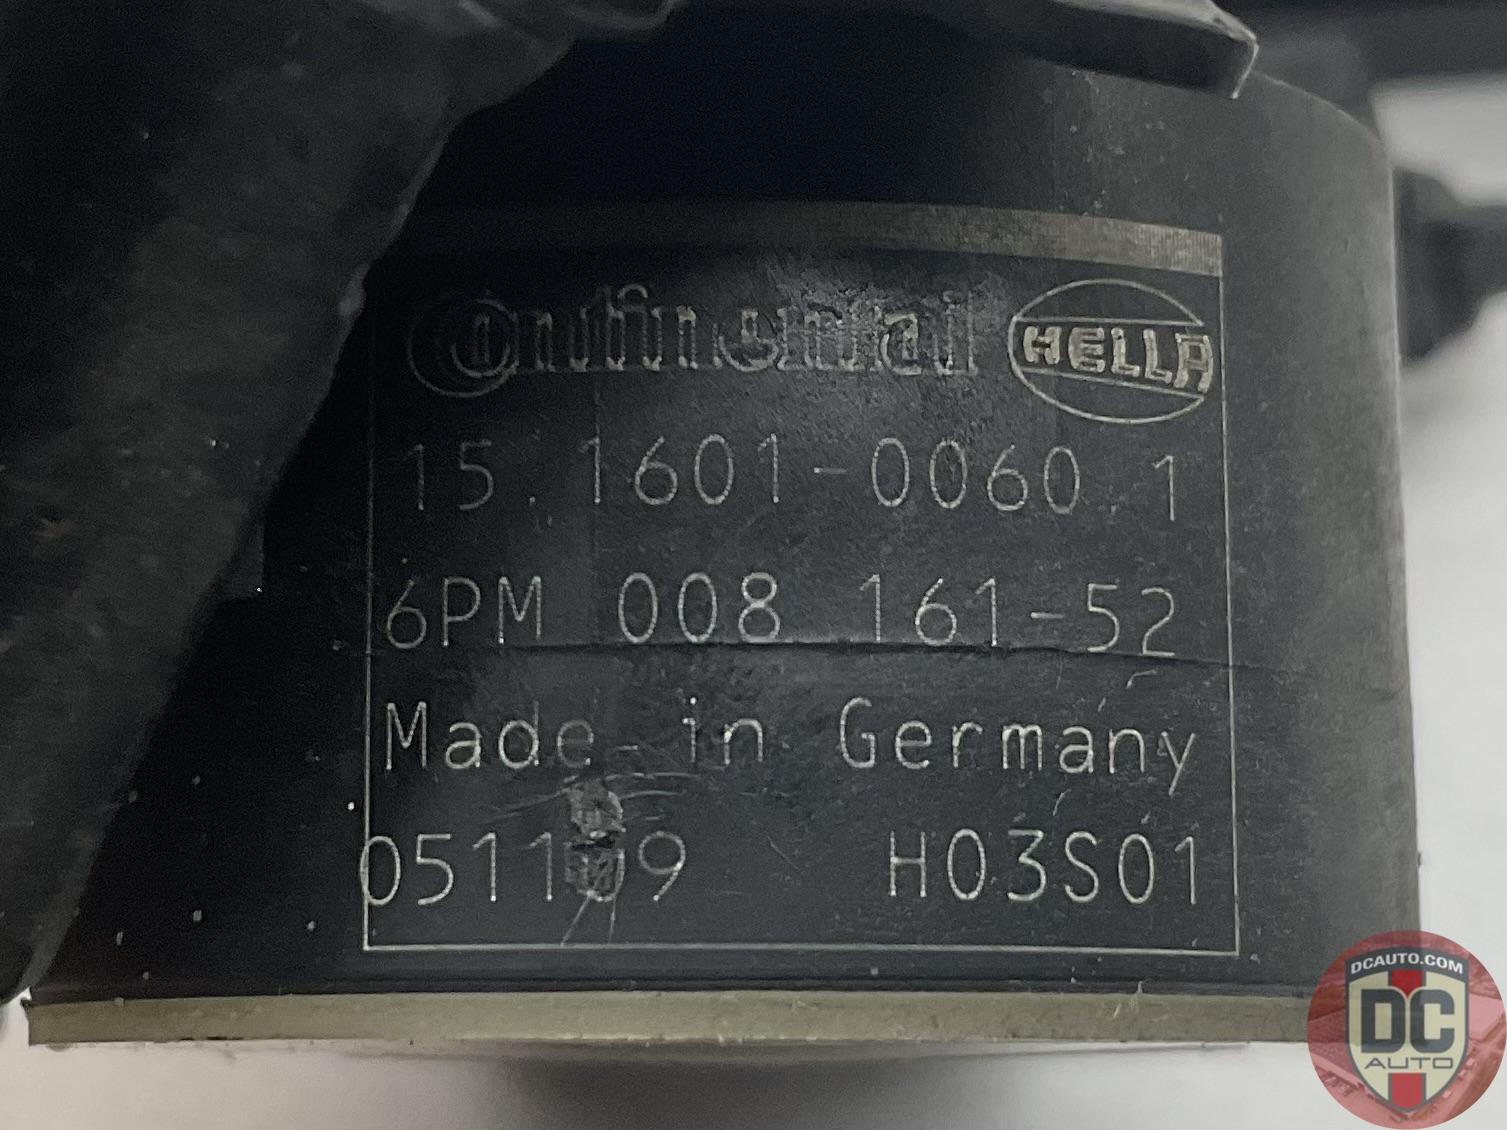 Continental HELLA
15.1601-0060.1
6PM 008 161-52
Made in Germany
H03S01
DCAUTO.COM
DC
AUTO